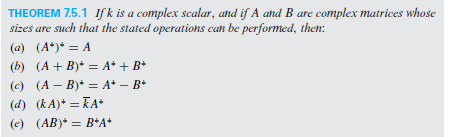 THEOREM 7.5.1 If k is a complex scalar, and if A and B are complex matrices whose
sizes are such that the stated operations can be performed, then:
(a) (A*)* = A
(b) (A + B)* = A* + B*
(c) (A − B)* = A* − B*
(d) (kA)* = k̅A*
(e) (AB)* = B*A*